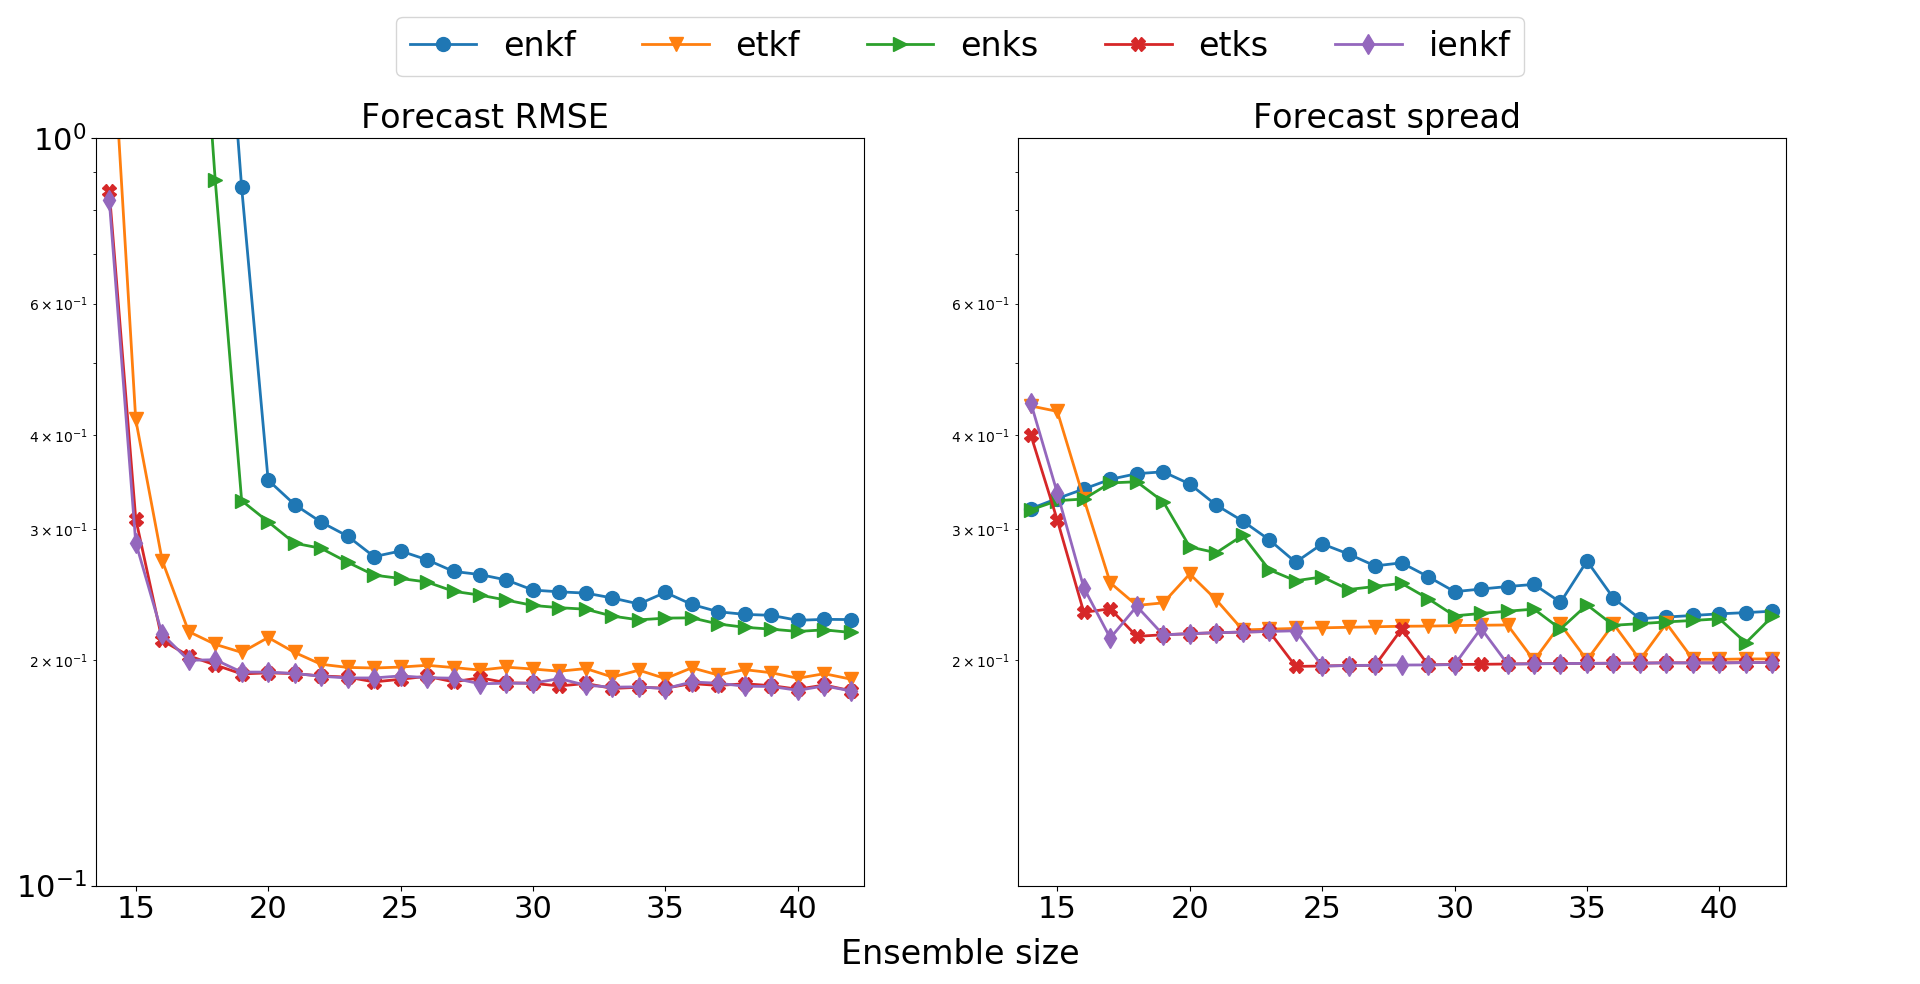 enkf etkf enks etks ienkf
Forecast RMSE Forecast spread
10⁰
6 × 10⁻¹ 6 × 10⁻¹
4 × 10⁻¹ 4 × 10⁻¹
3 × 10⁻¹ 3 × 10⁻¹
2 × 10⁻¹ 2 × 10⁻¹
10⁻¹
15 20 25 30 35 40 15 20 25 30 35 40
Ensemble size